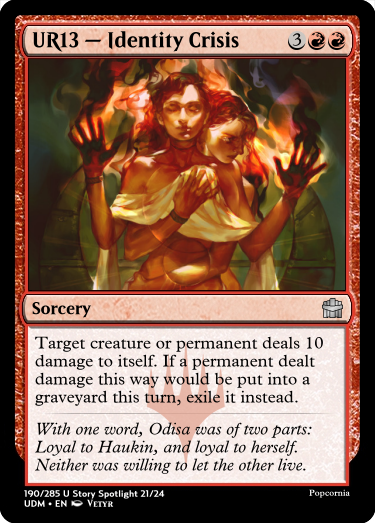 UR13 — Identity Crisis 3
Sorcery
Target creature or permanent deals 10
damage to itself. If a permanent dealt
damage this way would be put into a
graveyard this turn, exile it instead.
With one word, Odisa was of two parts:
Loyal to Haukin, and loyal to herself.
Neither was willing to let the other live.
190/285 U Story Spotlight 21/24 Popcornia
UDM • EN VETYR